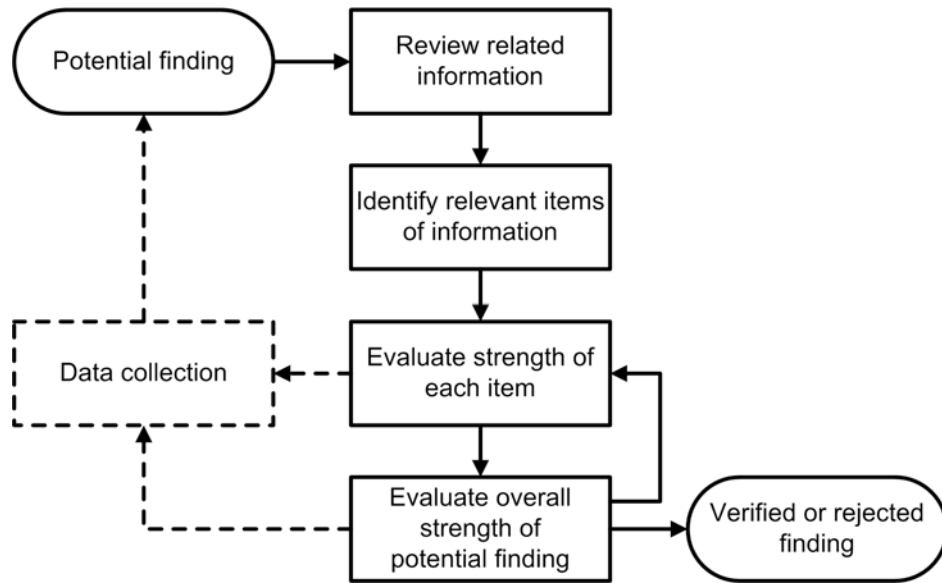 Potential finding
Review related
information
Identify relevant items
of information
Data collection
Evaluate strength of
each item
Evaluate overall
strength of
potential finding
Verified or rejected
finding